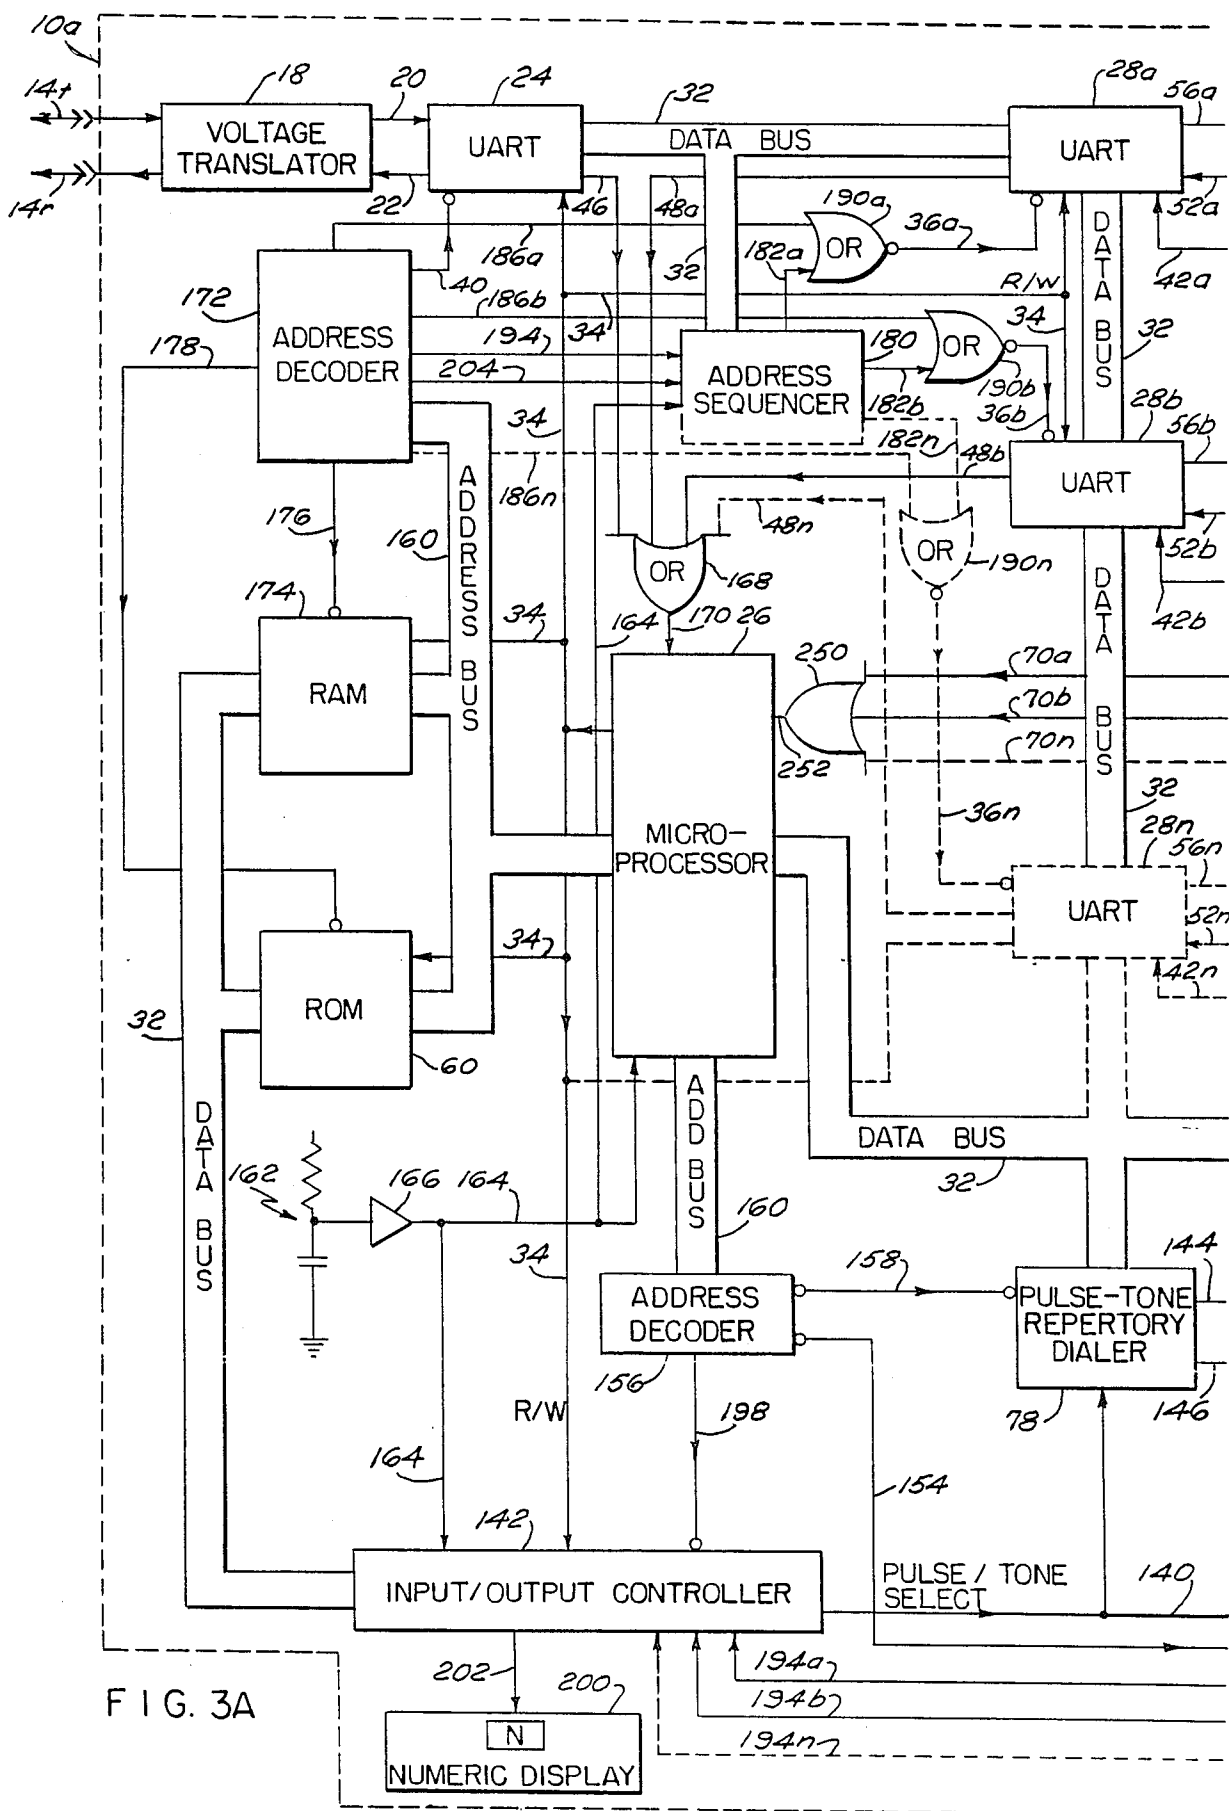 10a
14t
18
VOLTAGE
TRANSLATOR
20
22
14r
24
UART
32
DATA BUS
28a
UART
56a
52a
42a
46
48a
186a
190a
OR
36a
182a
32
40
186b
34
R/W
34
DATA BUS
32
172
ADDRESS
DECODER
178
194
204
180
ADDRESS
SEQUENCER
OR
190b
182b
36b
28b
56b
UART
52b
42b
34
182n
48b
186n
48n
OR
190n
176
160
ADDRESS BUS
OR
168
164
170
26
174
RAM
34
250
252
70a
70b
70n
DATA BUS
32
36n
28n
56n
UART
52n
42n
MICRO-
PROCESSOR
34
ROM
60
32
DATA BUS
ADD BUS
DATA BUS
32
162
166
164
160
34
158
144
ADDRESS
DECODER
156
PULSE-TONE
REPERTORY
DIALER
78
146
R/W
198
164
154
142
INPUT/OUTPUT CONTROLLER
PULSE / TONE
SELECT
140
202
200
194a
194b
194n
N
NUMERIC DISPLAY
FIG. 3A